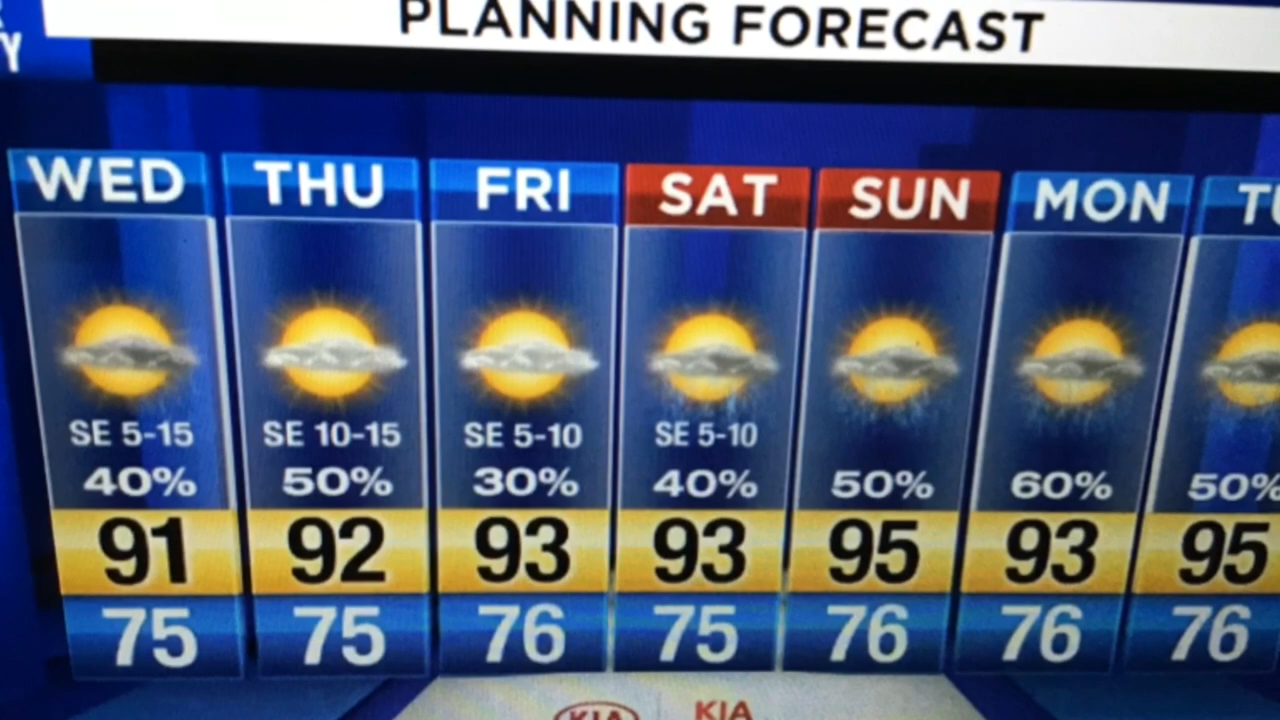 PLANNING FORECAST
Y
WED THU FRI SAT SUN MON TU
SE 5-15 SE 10-15 SE 5-10 SE 5-10
40% 50% 30% 40% 50% 60% 50%
91 92 93 93 95 93 95
75 75 76 75 76 76 76
KIA KIA